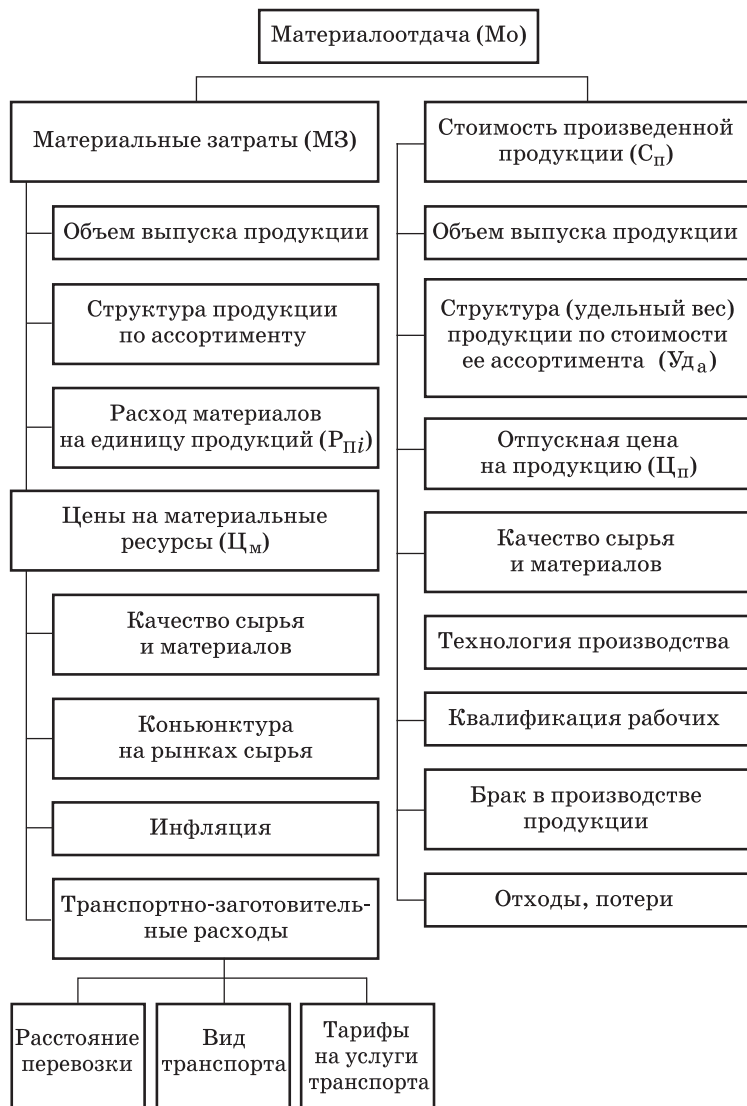 Материалоотдача (Мо)
Материальные затраты (МЗ)
Объем выпуска продукции
Структура продукции
по ассортименту
Расход материалов
на единицу продукций (Рпi)
Цены на материальные
ресурсы (Цм)
Качество сырья
и материалов
Коньюнктура
на рынках сырья
Инфляция
Транспортно-заготовитель-
ные расходы
Расстояние
перевозки
Вид
транспорта
Тарифы
на услуги
транспорта
Стоимость произведенной
продукции (Сп)
Объем выпуска продукции
Структура (удельный вес)
продукции по стоимости
ее ассортимента (Уда)
Отпускная цена
на продукцию (Цп)
Качество сырья
и материалов
Технология производства
Квалификация рабочих
Брак в производстве
продукции
Отходы, потери